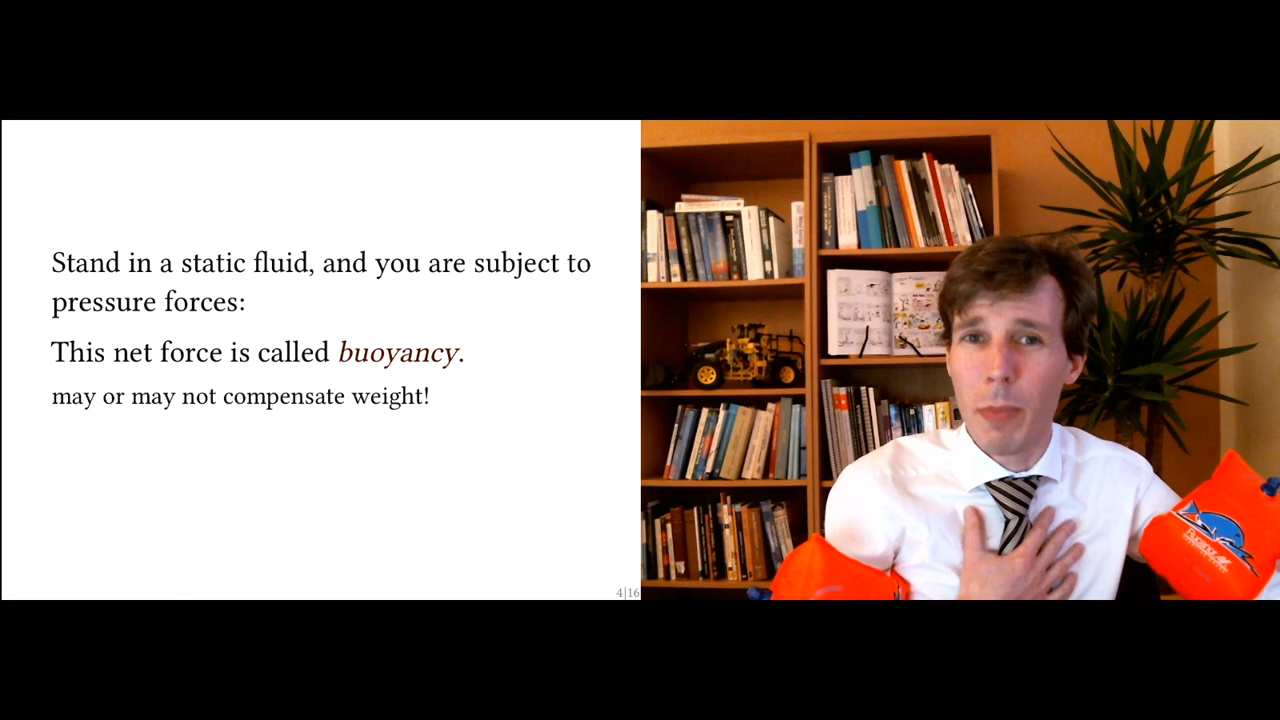 Stand in a static fluid, and you are subject to
pressure forces:
This net force is called buoyancy.
may or may not compensate weight!
4|16